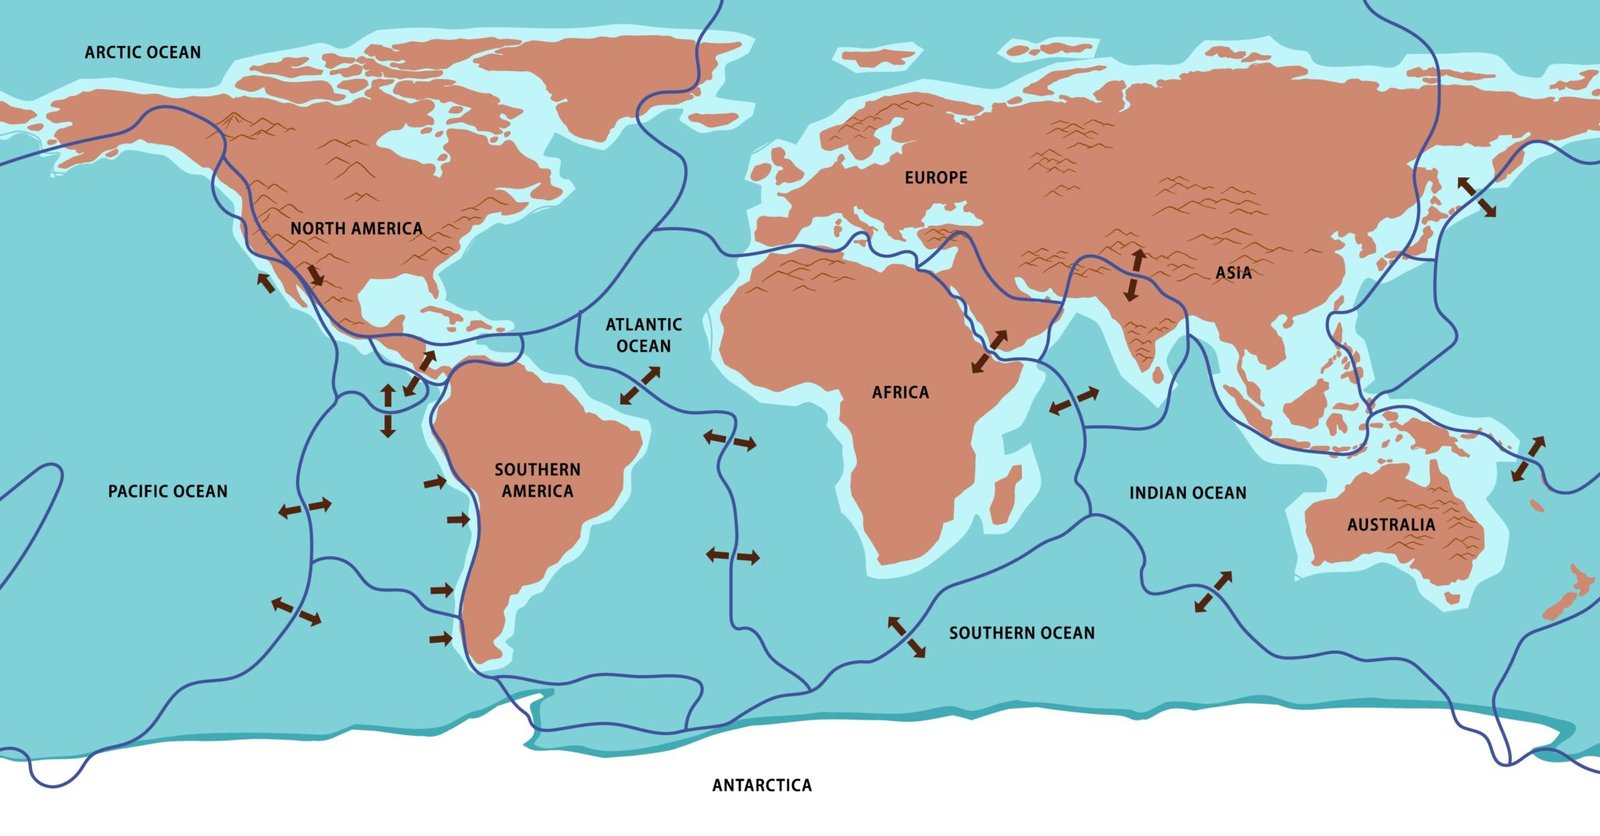 ARCTIC OCEAN
EUROPE
NORTH AMERICA
ASIA
ATLANTIC
OCEAN
AFRICA
SOUTHERN
AMERICA
PACIFIC OCEAN
INDIAN OCEAN
AUSTRALIA
SOUTHERN OCEAN
ANTARCTICA